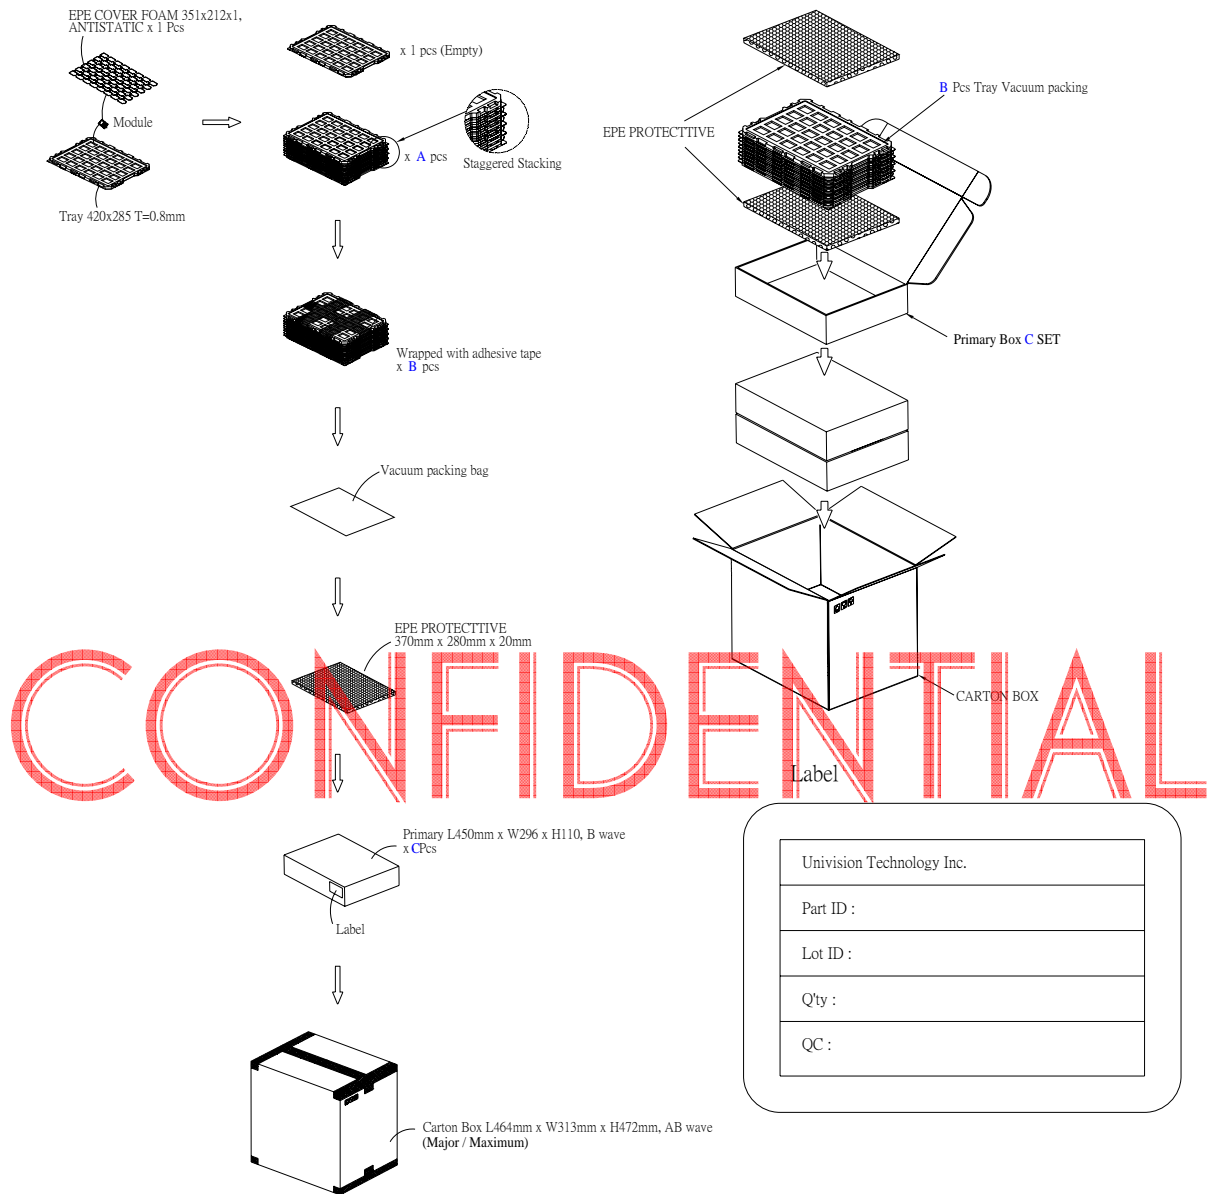 EPE COVER FOAM 351x212x1,
ANTISTATIC x 1 Pcs
Module
Tray 420x285 T=0.8mm
x 1 pcs (Empty)
x A pcs
Staggered Stacking
Wrapped with adhesive tape
x B pcs
Vacuum packing bag
EPE PROTECTTIVE
370mm x 280mm x 20mm
Primary L450mm x W296 x H110, B wave
x CPcs
Label
Carton Box L464mm x W313mm x H472mm, AB wave
(Major / Maximum)
B Pcs Tray Vacuum packing
EPE PROTECTTIVE
Primary Box C SET
CARTON BOX
CONFIDENTIAL
Label
Univision Technology Inc.
Part ID :
Lot ID :
Q'ty :
QC :